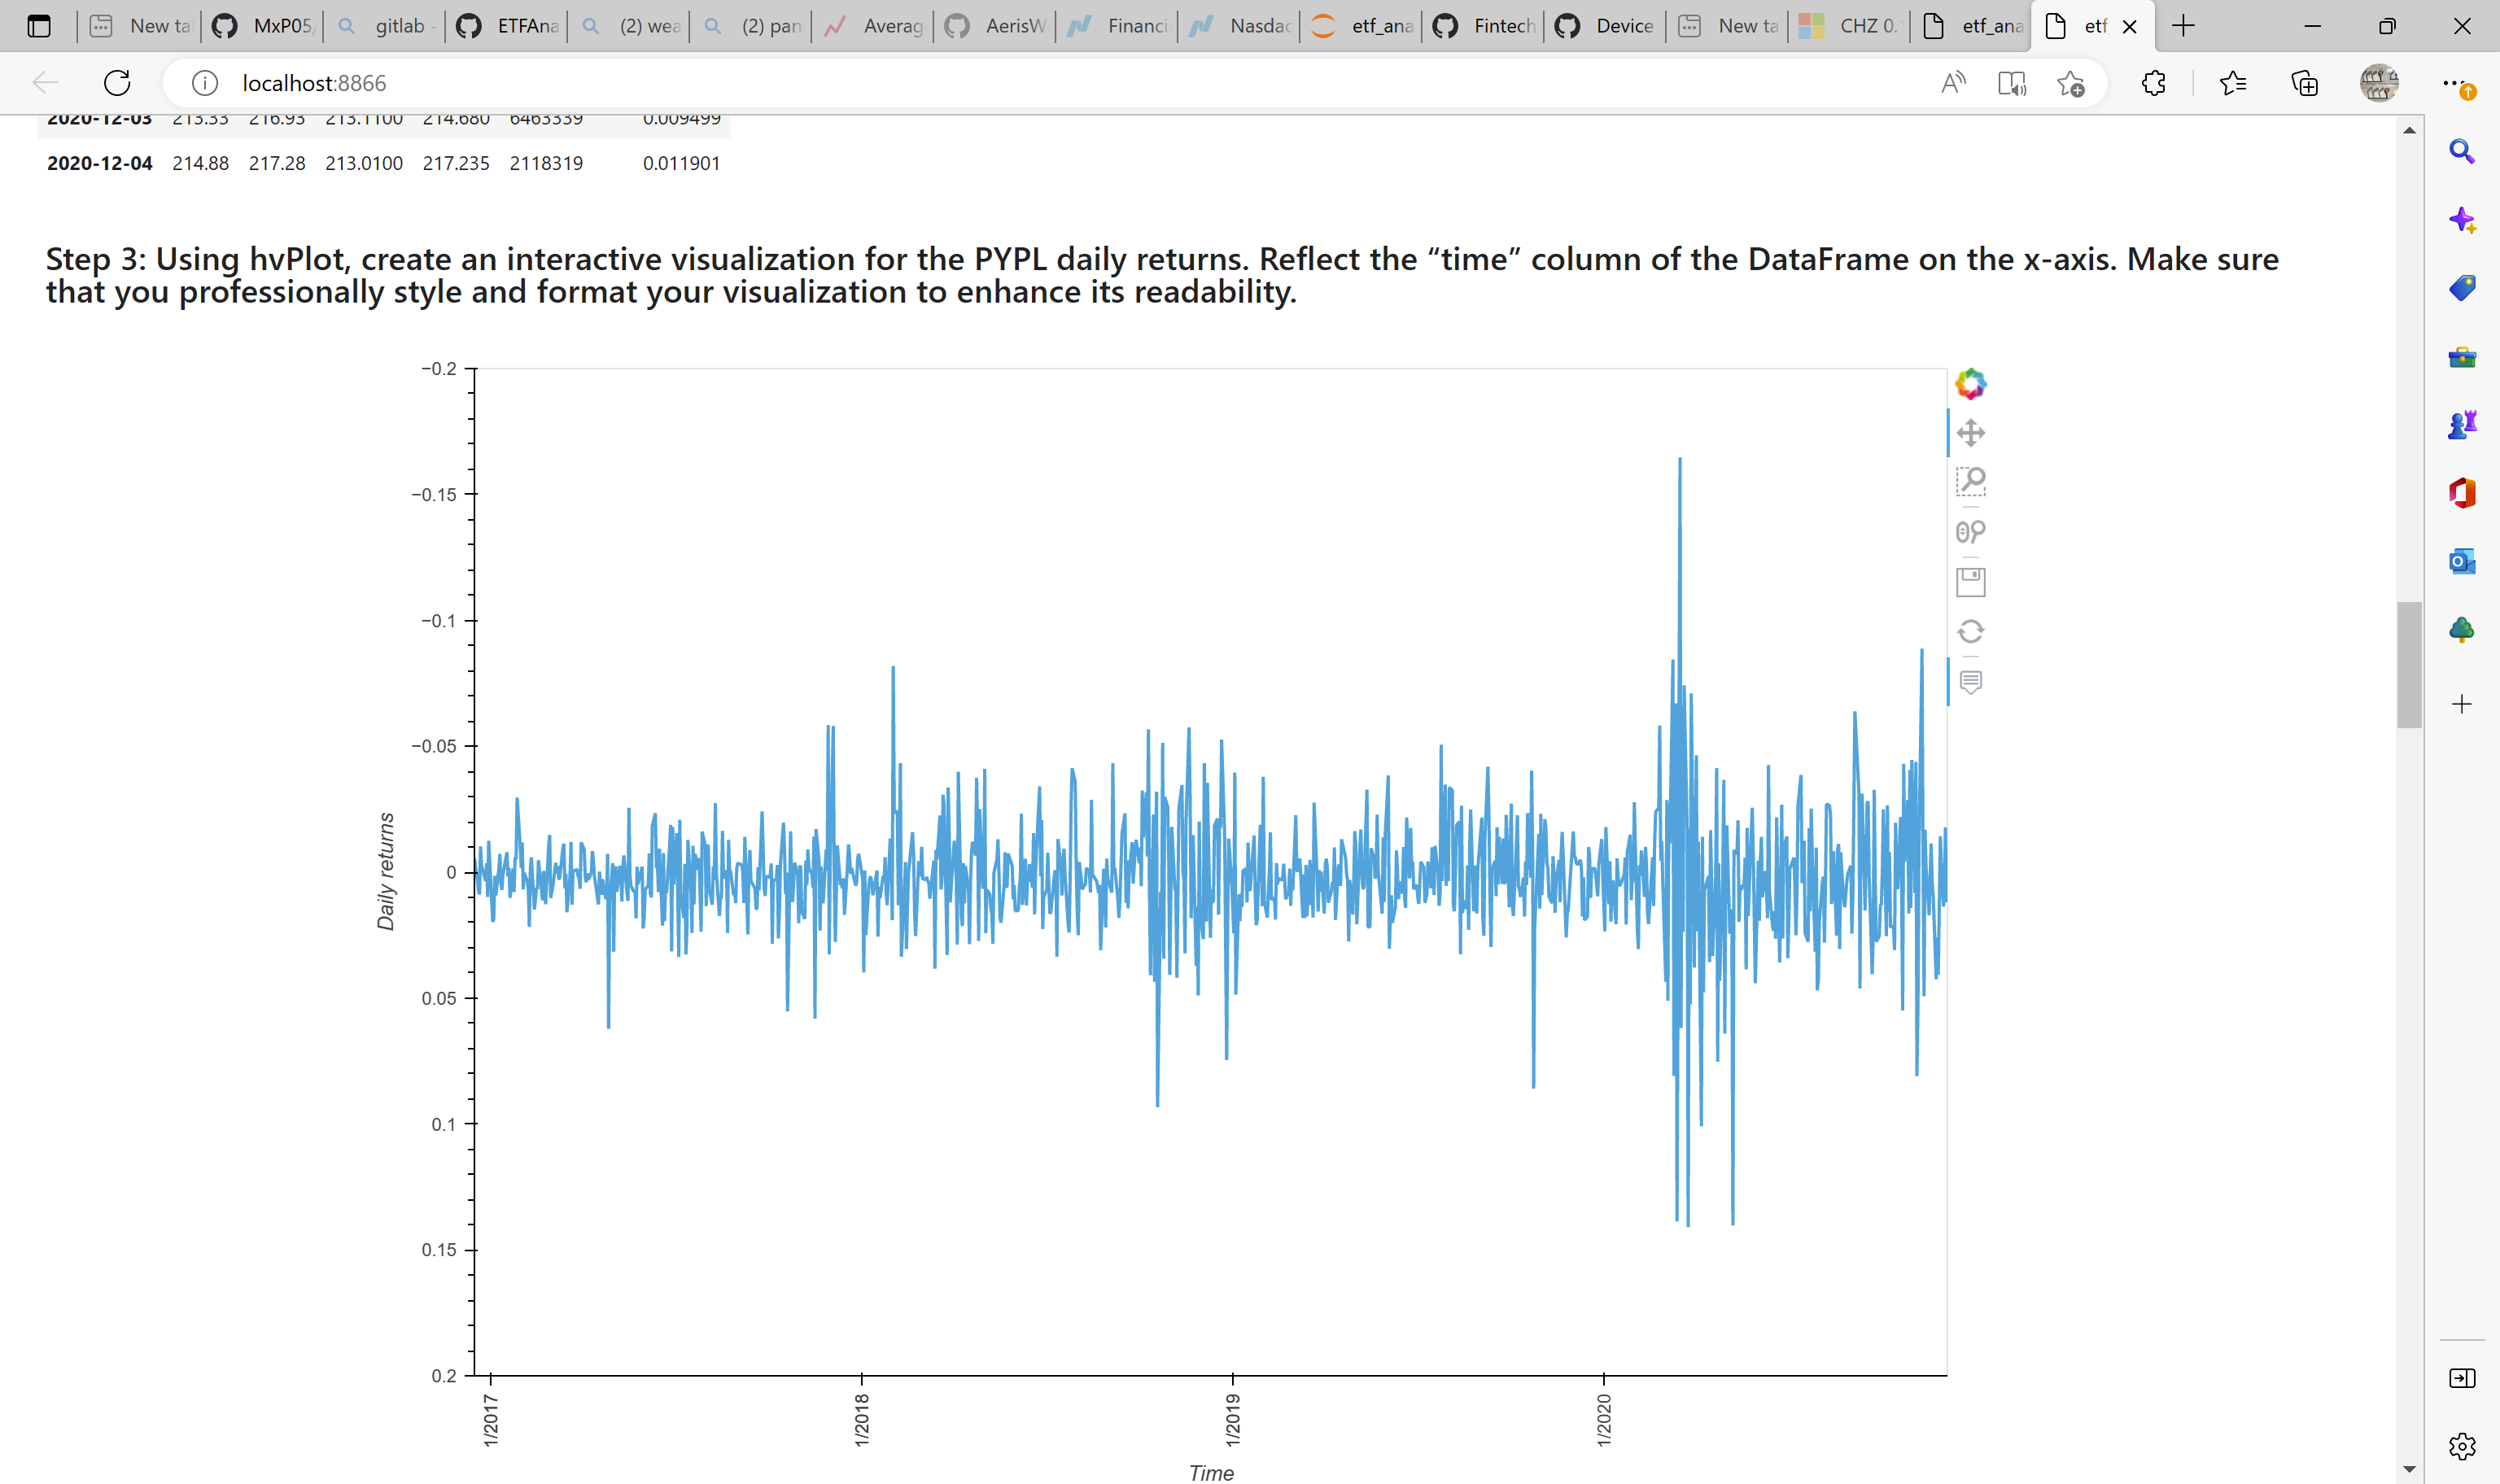 New ta
MxP05,
gitlab -
ETFAna
(2) wea
(2) pan
Averag
AerisW
Financi
Nasdac
etf_ana
Fintech
Device
New ta
CHZ 0.
etf_ana
etf
localhost:8866
2020-12-03 213.33 216.93 213.1100 214.680 6463339 0.009499
2020-12-04 214.88 217.28 213.0100 217.235 2118319 0.011901
Step 3: Using hvPlot, create an interactive visualization for the PYPL daily returns. Reflect the “time” column of the DataFrame on the x-axis. Make sure
that you professionally style and format your visualization to enhance its readability.
−0.2
−0.15
−0.1
−0.05
0
0.05
0.1
0.15
0.2
Daily returns
1/2017
1/2018
1/2019
1/2020
Time